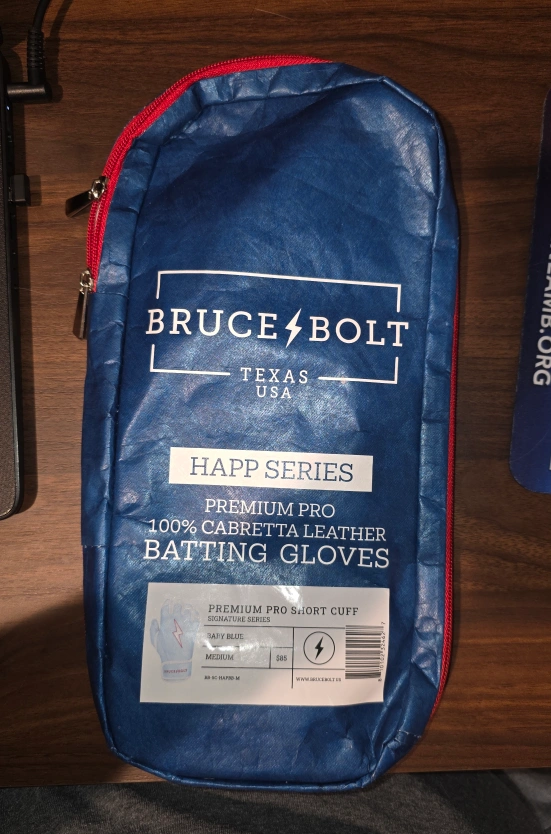 BRUCE BOLT
TEXAS
USA
HAPP SERIES
PREMIUM PRO
100% CABRETTA LEATHER
BATTING GLOVES
PREMIUM PRO SHORT CUFF
SIGNATURE SERIES
BABY BLUE
MEDIUM
$85
WWW.BRUCEBOLT.US
.ORG